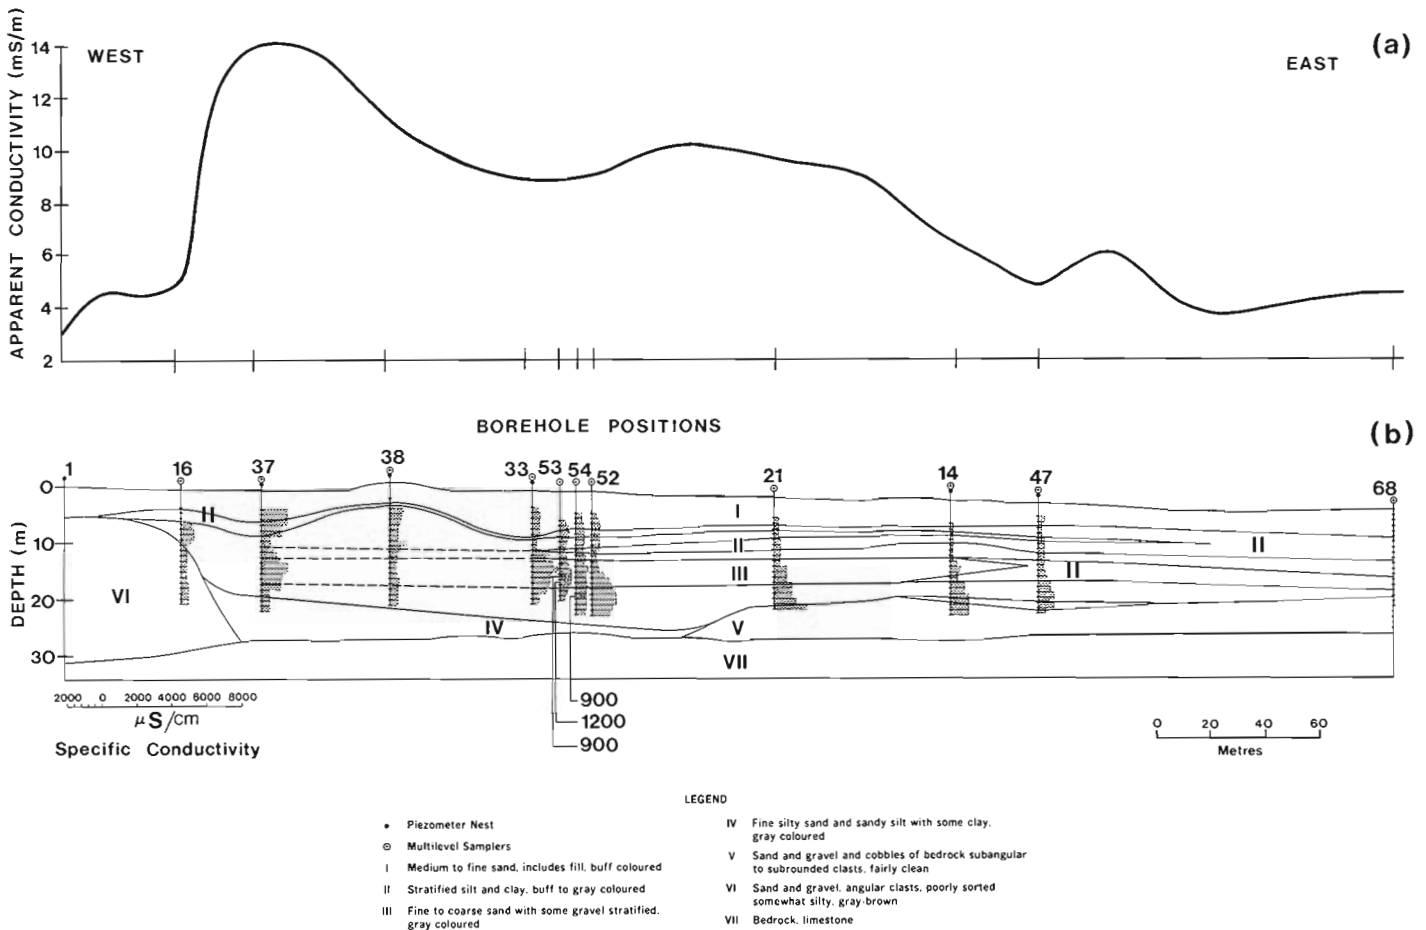 (a)
WEST
EAST
APPARENT CONDUCTIVITY (mS/m)
14
12
10
8
6
4
2
BOREHOLE POSITIONS
(b)
1 16 37 38 33 53 54 52 21 14 47 68
DEPTH (m)
0
10
20
30
II
I
II
II
III
II
VI
IV
V
VII
2000 0 2000 4000 6000 8000
μS/cm
Specific Conductivity
900
1200
900
0 20 40 60
Metres
LEGEND
Piezometer Nest
Multilevel Samplers
I Medium to fine sand, includes fill, buff coloured
II Stratified silt and clay, buff to gray coloured
III Fine to coarse sand with some gravel stratified,
gray coloured
IV Fine silty sand and sandy silt with some clay,
gray coloured
V Sand and gravel and cobbles of bedrock subangular
to subrounded clasts, fairly clean
VI Sand and gravel, angular clasts, poorly sorted
somewhat silty, gray-brown
VII Bedrock, limestone